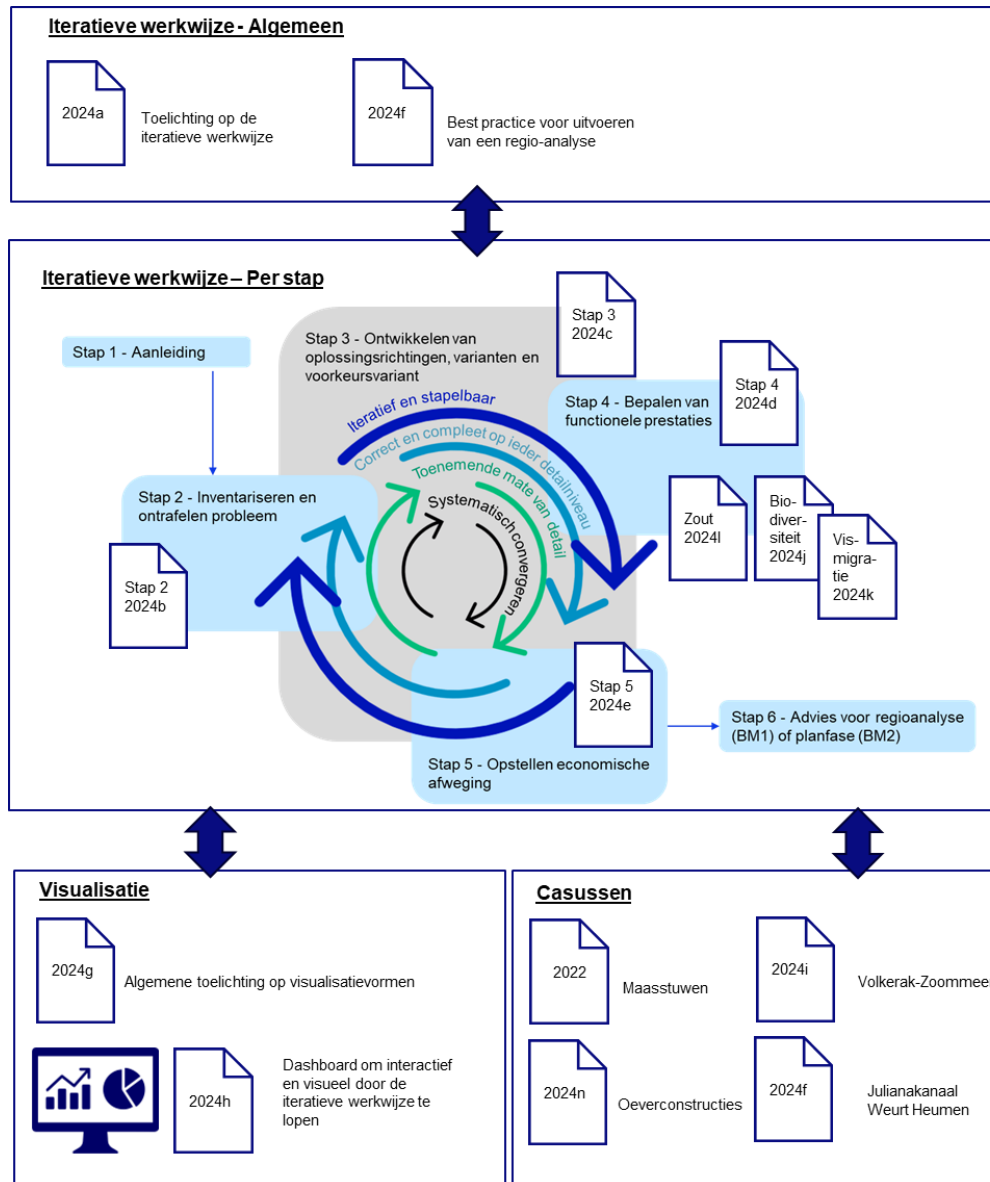 Iteratieve werkwijze - Algemeen
2024a
Toelichting op de
iteratieve werkwijze
2024f
Best practice voor uitvoeren
van een regio-analyse
Iteratieve werkwijze – Per stap
Stap 1 - Aanleiding
Stap 3 - Ontwikkelen van
oplossingsrichtingen, varianten en
voorkeursvariant
Stap 3
2024c
Stap 4 - Bepalen van
functionele prestaties
Stap 4
2024d
Iteratief en stapelbaar
Correct en compleet op ieder detailniveau
Toenemende mate van detail
Systematisch convergeren
Stap 2 - Inventariseren en
ontrafelen probleem
Stap 2
2024b
Zout
2024l
Bio-
diver-
siteit
2024j
Vis-
migra-
tie
2024k
Stap 5
2024e
Stap 5 - Opstellen economische
afweging
Stap 6 - Advies voor regioanalyse
(BM1) of planfase (BM2)
Visualisatie
2024g
Algemene toelichting op visualisatievormen
2024h
Dashboard om interactief
en visueel door de
iteratieve werkwijze te
lopen
Casussen
2022
Maasstuwen
2024i
Volkerak-Zoommeer
2024n
Oeverconstructies
2024f
Julianakanaal
Weurt Heumen